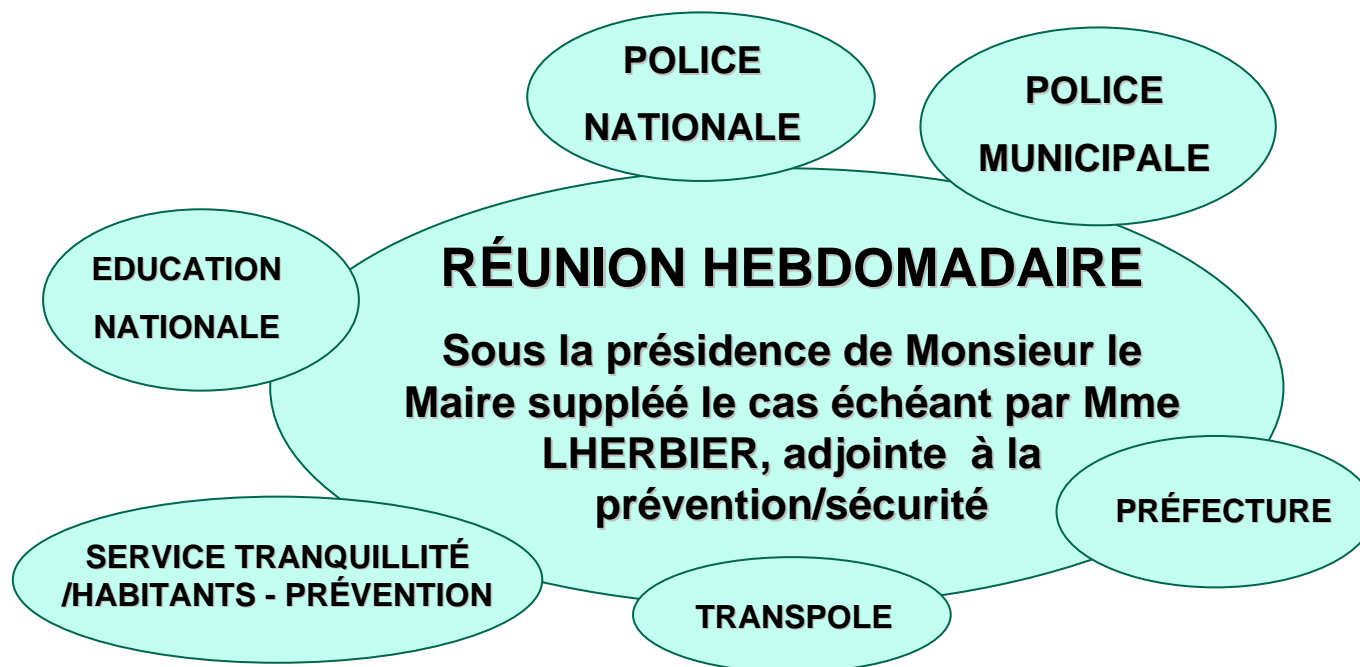 POLICE
NATIONALE
POLICE
MUNICIPALE
EDUCATION
NATIONALE
RÉUNION HEBDOMADAIRE
Sous la présidence de Monsieur le
Maire suppléé le cas échéant par Mme
LHERBIER, adjointe à la
prévention/sécurité
PRÉFECTURE
SERVICE TRANQUILLITÉ
/HABITANTS - PRÉVENTION
TRANSPOLE